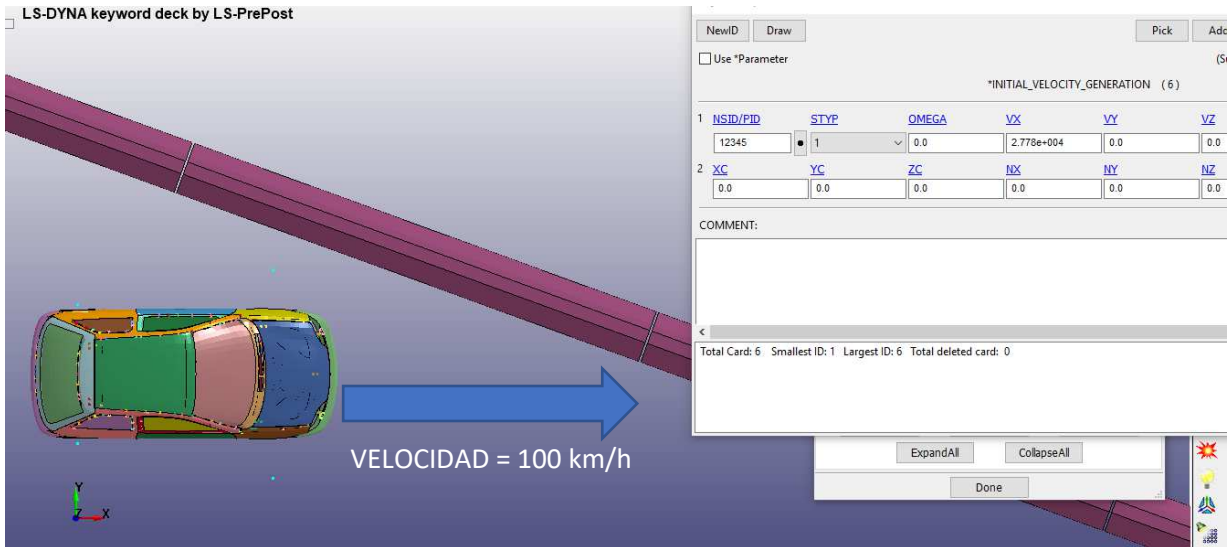 LS-DYNA keyword deck by LS-PrePost
NewID Draw Pick
Use *Parameter
*INITIAL_VELOCITY_GENERATION (6)
1 NSID/PID STYP OMEGA VX VY VZ
12345 1 0.0 2.778e+004 0.0 0.0
2 XC YC ZC NX NY NZ
0.0 0.0 0.0 0.0 0.0 0.0
COMMENT:
Total Card: 6 Smallest ID: 1 Largest ID: 6 Total deleted card: 0
VELOCIDAD = 100 km/h
ExpandAll CollapseAll
Done
Y
Z X